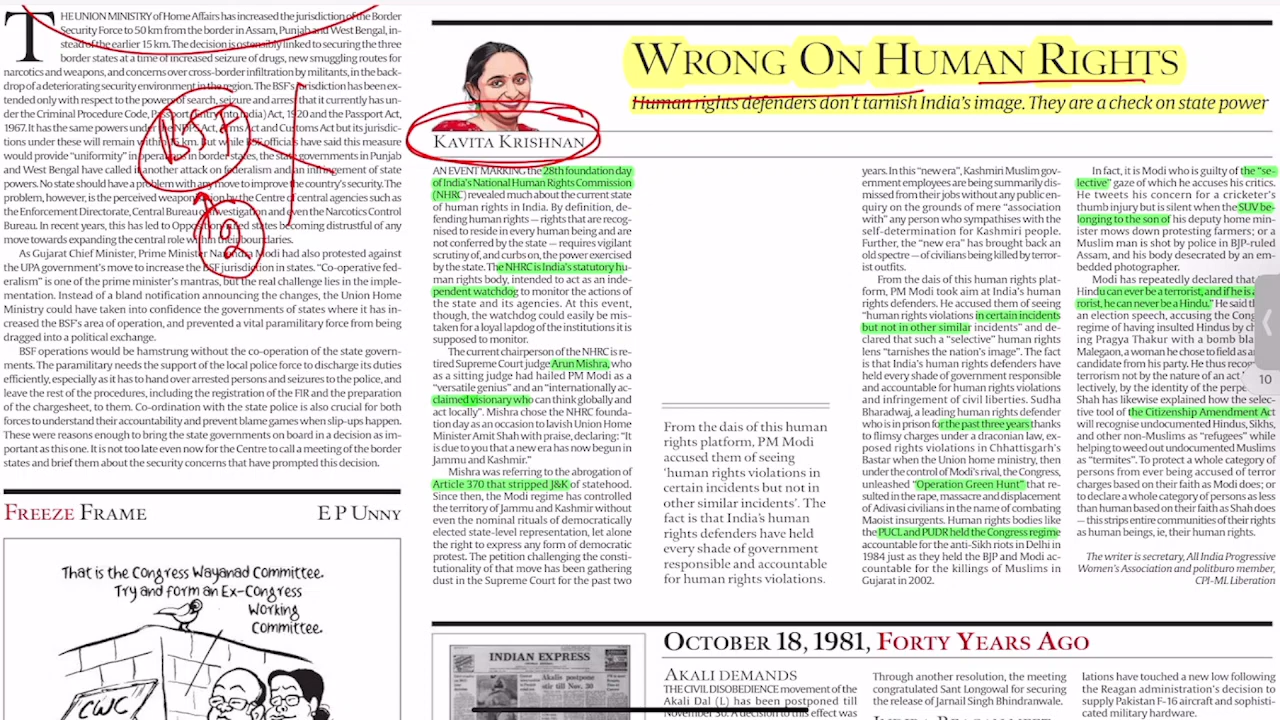 THE UNION MINISTRY of Home Affairs has increased the jurisdiction of the Border
Security Force to 50 km from the border in Assam, Punjab and West Bengal, in-
stead of the earlier 15 km. The decision is ostensibly linked to securing the three
border states at a time of increased seizure of drugs, new smuggling routes for
narcotics and weapons, and concerns over cross-border infiltration by militants, in the back-
drop of a deteriorating security environment in the region. The BSF's jurisdiction has been ex-
tended only with respect to the powers of search, seizure and arrest that it currently has un-
der the Criminal Procedure Code, Passport (Entry into India) Act, 1920 and the Passport Act,
1967. It has the same powers under the NDPS Act, Arms Act and Customs Act but its jurisdic-
tions under these will remain within 15 km. But while BSF officials have said this measure
would provide "uniformity" in operations in border states, the state governments in Punjab
and West Bengal have called it another attack on federalism and an infringement of state
powers. No state should have a problem with any move to improve the country's security. The
problem, however, is the perceived weaponisation by the Centre of central agencies such as
the Enforcement Directorate, Central Bureau of Investigation and even the Narcotics Control
Bureau. In recent years, this has led to Opposition-ruled states becoming distrustful of any
move towards expanding the central role within their boundaries.
As Gujarat Chief Minister, Prime Minister Narendra Modi had also protested against
the UPA government's move to increase the BSF jurisdiction in states. "Co-operative fed-
eralism" is one of the prime minister's mantras, but the real challenge lies in the imple-
mentation. Instead of a bland notification announcing the changes, the Union Home
Ministry could have taken into confidence the governments of states where it has in-
creased the BSF's area of operation, and prevented a vital paramilitary force from being
dragged into a political exchange.
BSF operations would be hamstrung without the co-operation of the state govern-
ments. The paramilitary needs the support of the local police force to discharge its duties
efficiently, especially as it has to hand over arrested persons and seizures to the police, and
leave the rest of the procedures, including the registration of the FIR and the preparation
of the chargesheet, to them. Co-ordination with the state police is also crucial for both
forces to understand their accountability and prevent blame games when slip-ups happen.
These were reasons enough to bring the state governments on board in a decision as im-
portant as this one. It is not too late even now for the Centre to call a meeting of the border
states and brief them about the security concerns that have prompted this decision.
BSF
2
FREEZE FRAME
E P UNNY
That is the Congress Wayanad Committee.
Try and form an Ex-Congress
Working
Committee.
CWC
WRONG ON HUMAN RIGHTS
Human rights defenders don't tarnish India's image. They are a check on state power
KAVITA KRISHNAN
AN EVENT MARKING the 28th foundation day
of India's National Human Rights Commission
(NHRC) revealed much about the current state
of human rights in India. By definition, de-
fending human rights – rights that are recog-
nised to reside in every human being and are
not conferred by the state – requires vigilant
scrutiny of, and curbs on, the power exercised
by the state. The NHRC is India's statutory hu-
man rights body, intended to act as an inde-
pendent watchdog to monitor the actions of
the state and its agencies. At this event,
though, the watchdog could easily be mis-
taken for a loyal lapdog of the institutions it is
supposed to monitor.
The current chairperson of the NHRC is re-
tired Supreme court judge Arun Mishra, who
as a sitting judge had hailed PM Modi as a
"versatile genius" and an "internationally ac-
claimed visionary who can think globally and
act locally". Mishra chose the NHRC founda-
tion day as an occasion to lavish Union Home
Minister Amit Shah with praise, declaring: "It
is due to you that a new era has now begun in
Jammu and Kashmir."
Mishra was referring to the abrogation of
Article 370 that stripped J&K of statehood.
Since then, the Modi regime has controlled
the territory of Jammu and Kashmir without
even the nominal rituals of democratically
elected state-level representation, let alone
the right to express any form of democratic
protest. The petition challenging the consti-
tutionality of that move has been gathering
dust in the Supreme Court for the past two
From the dais of this human
rights platform, PM Modi
accused them of seeing
'human rights violations in
certain incidents but not in
other similar incidents'. The
fact is that India's human
rights defenders have held
every shade of government
responsible and accountable
for human rights violations.
years. In this "new era", Kashmiri Muslim gov-
ernment employees are being summarily dis-
missed from their jobs without any public en-
quiry on the grounds of mere "association
with" any person who sympathises with the
self-determination for Kashmiri people.
Further, the "new era" has brought back an
old spectre – of civilians being killed by terror-
ist outfits.
From the dais of this human rights plat-
form, PM Modi took aim at India's human
rights defenders. He accused them of seeing
"human rights violations in certain incidents
but not in other similar incidents" and de-
clared that such a "selective" human rights
lens "tarnishes the nation's image". The fact
is that India's human rights defenders have
held every shade of government responsible
and accountable for human rights violations
and infringement of civil liberties. Sudha
Bharadwaj, a leading human rights defender
who is in prison for the past three years thanks
to flimsy charges under a draconian law, ex-
posed rights violations in Chhattisgarh's
Bastar when the Union home ministry, then
under the control of Modi's rival, the Congress,
unleashed "Operation Green Hunt" that re-
sulted in the rape, massacre and displacement
of Adivasi civilians in the name of combating
Maoist insurgents. Human rights bodies like
the PUCL and PUDR held the Congress regime
accountable for the anti-Sikh riots in Delhi in
1984 just as they held the BJP and Modi ac-
countable for the killings of Muslims in
Gujarat in 2002.
In fact, it is Modi who is guilty of the "se-
lective" gaze of which he accuses his critics.
He tweets his concern for a cricketer's
thumb injury but is silent when the SUV be-
longing to the son of his deputy home min-
ister mows down protesting farmers; or a
Muslim man is shot by police in BJP-ruled
Assam, and his body desecrated by an em-
bedded photographer.
Modi has repeatedly declared that
Hindu can ever be a terrorist, and if he is a
rorist, he can never be a Hindu." He said th
an election speech, accusing the Cong
regime of having insulted Hindus by ch
ing Pragya Thakur with a bomb bla
Malegaon, a woman he chose to field as a
candidate from his party. He thus reco
terrorism not by the nature of an act
lectively, by the identity of the perpe
Shah has likewise explained how the selec-
tive tool of the Citizenship Amendment Act
will recognise undocumented Hindus, Sikhs,
and other non-Muslims as "refugees" while
helping to weed out undocumented Muslims
as "termites". To protect a whole category of
persons from ever being accused of terror
charges based on their faith as Modi does; or
to declare a whole category of persons as less
than human based on their faith as Shah does
– this strips entire communities of their rights
as human beings, ie, their human rights.
The writer is secretary, All India Progressive
Women's Association and politburo member,
CPI-ML Liberation
10
OCTOBER 18, 1981, FORTY YEARS AGO
INDIAN EXPRESS
Akalis postpone
stir till Nov. 30
AKALI DEMANDS
THE CIVIL DISOBEDIENCE movement of the
Akali Dal (L) has been postponed till
November 30. A decision to this effect was
Through another resolution, the meeting
congratulated Sant Longowal for securing
the release of Jarnail Singh Bhindranwale.
lations have touched a new low following
the Reagan administration's decision to
supply Pakistan F-16 aircraft and sophisti-
cated military hardware.